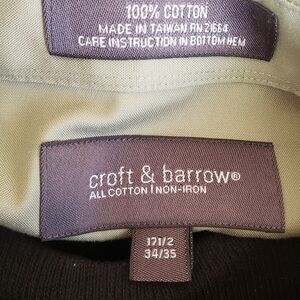 100% COTTON
MADE IN TAIWAN RN 21664
CARE INSTRUCTION IN BOTTOM HEM
croft & barrow®
ALL COTTON | NON-IRON
17 1/2
34/35